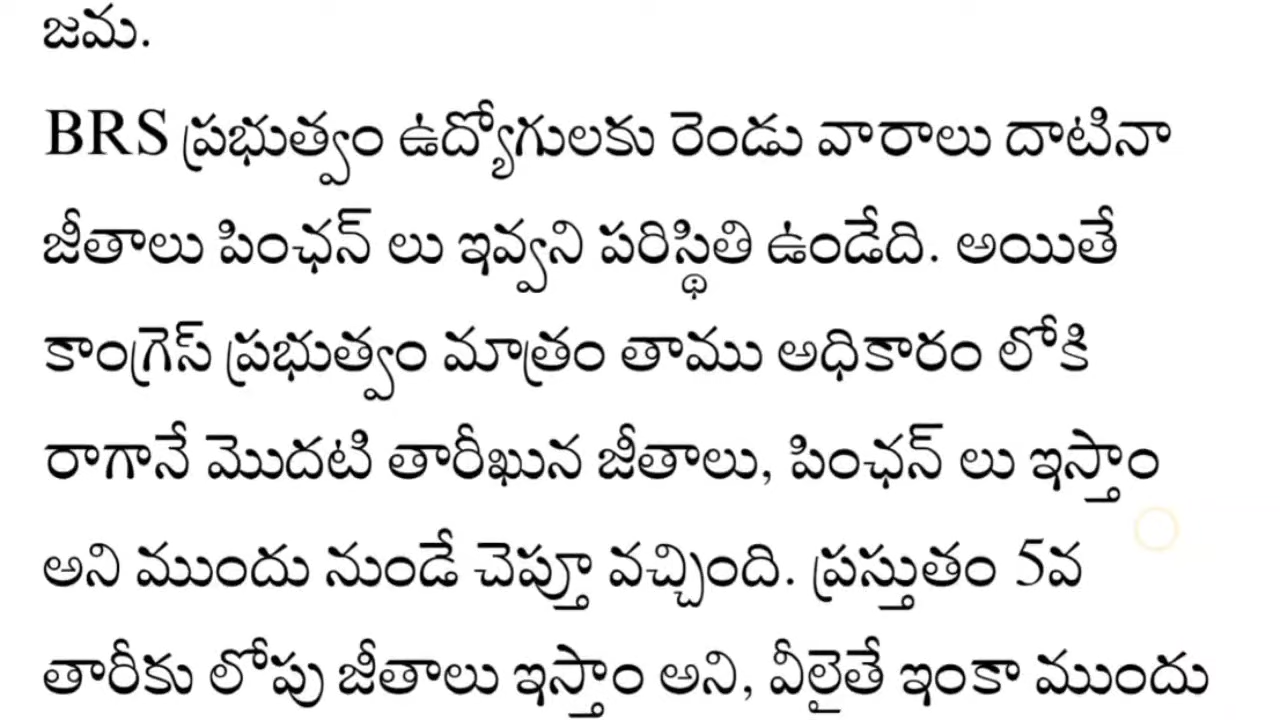 జమ.
BRS ప్రభుత్వం ఉద్యోగులకు రెండు వారాలు దాటినా
జీతాలు పింఛన్ లు ఇవ్వని పరిస్థితి ఉండేది. అయితే
కాంగ్రెస్ ప్రభుత్వం మాత్రం తాము అధికారం లోకి
రాగానే మొదటి తారీఖున జీతాలు, పింఛన్ లు ఇస్తాం
అని ముందు నుండే చెప్తూ వచ్చింది. ప్రస్తుతం 5వ
తారీకు లోపు జీతాలు ఇస్తాం అని, వీలైతే ఇంకా ముందు